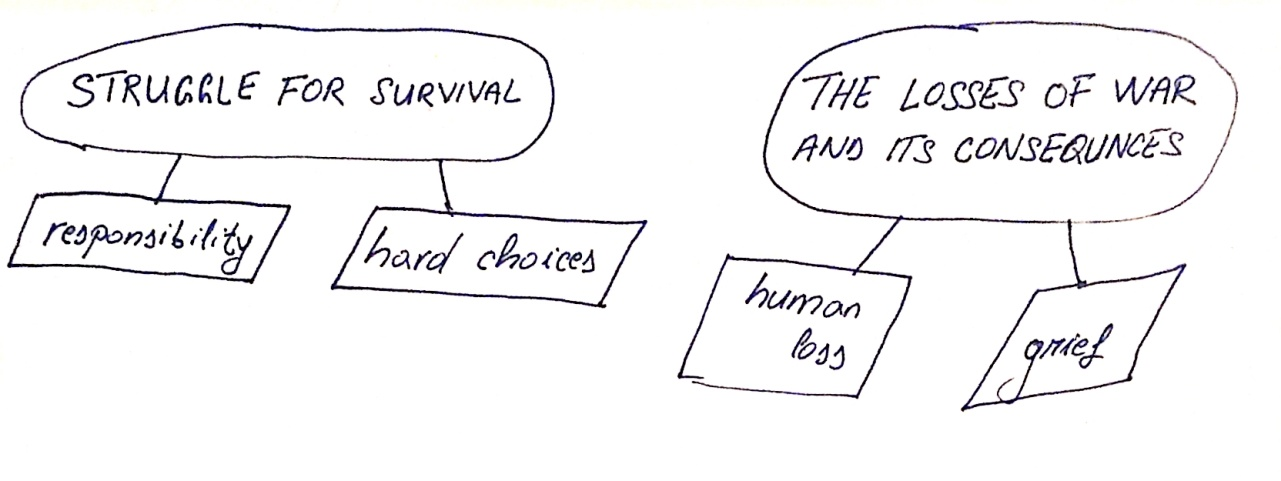 STRUGGLE FOR SURVIVAL
responsibility
hard choices
THE LOSSES OF WAR
AND ITS CONSEQUNCES
human
loss
grief